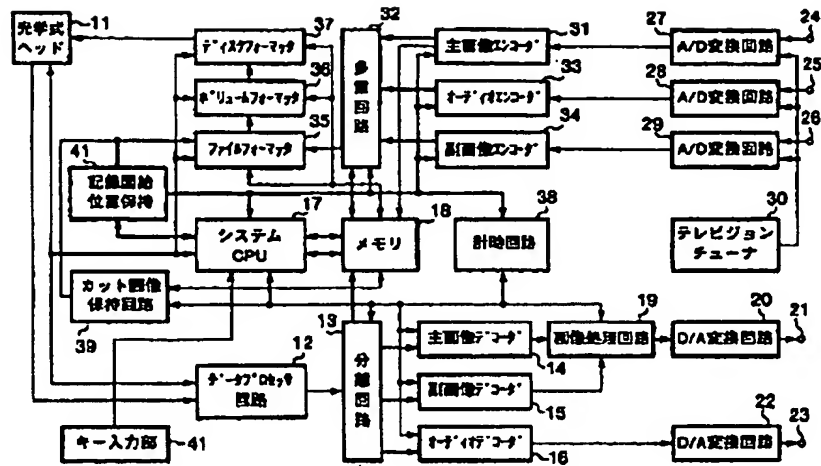 11
光学式
ヘッド
37
ディスクフォーマッタ
36
ボリュームフォーマッタ
35
ファイルフォーマッタ
32
多重
回路
31
主画像エンコーダ
33
オーディオエンコーダ
34
副画像エンコーダ
27
A/D変換回路
24
28
A/D変換回路
25
29
A/D変換回路
26
41
記録開始
位置保持
17
システム
CPU
18
メモリ
38
計時回路
30
テレビジョン
チューナ
カット画像
保持回路
39
12
データプロセッサ
回路
13
分離回路
主画像デコーダ
14
副画像デコーダ
15
オーディオデコーダ
16
19
画像処理回路
20
D/A変換回路
21
22
D/A変換回路
23
キー入力部
41